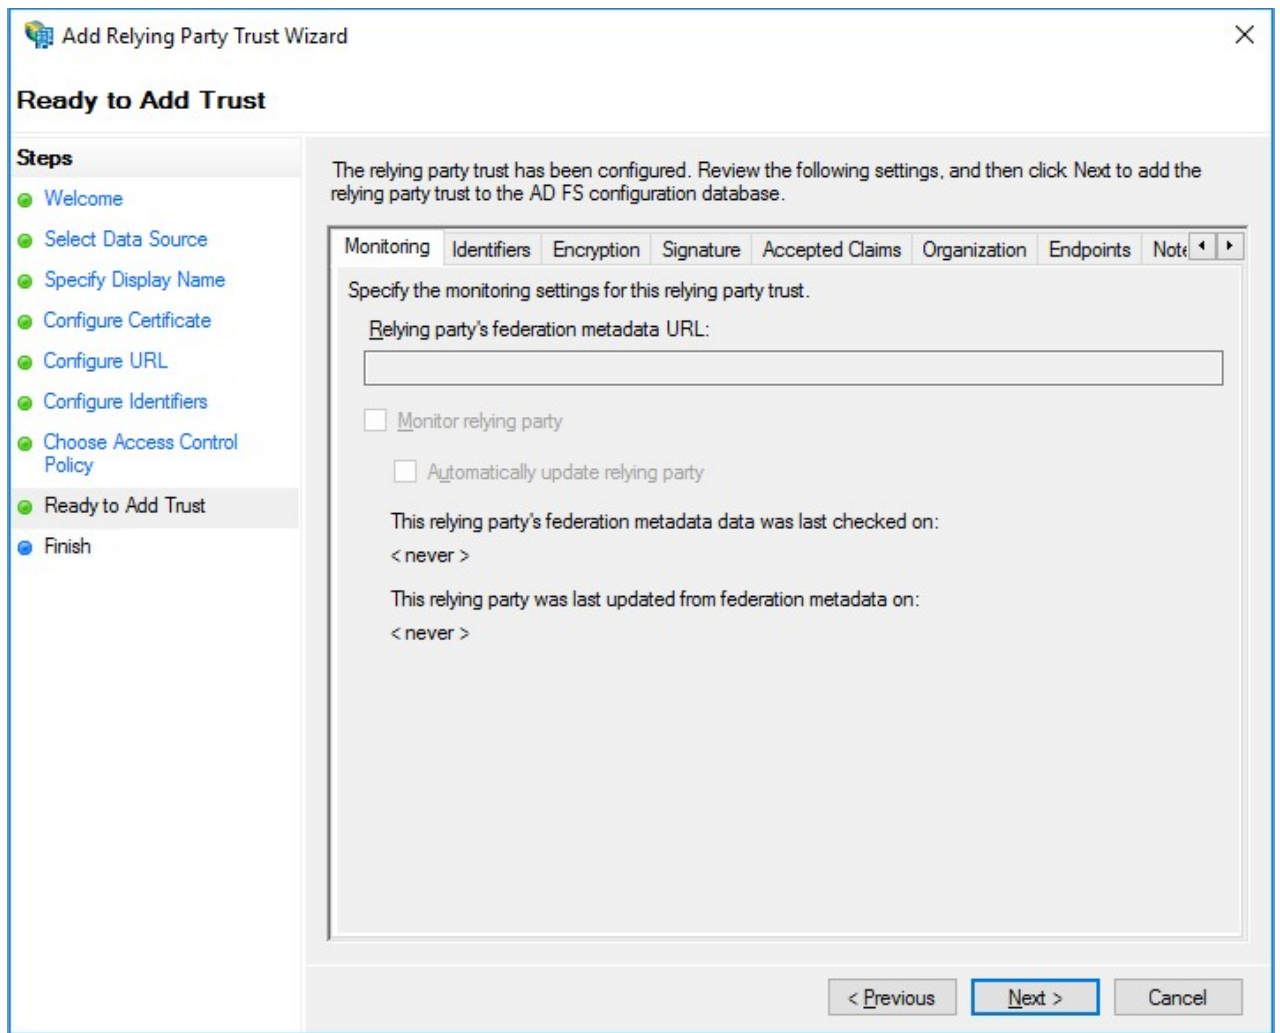 Add Relying Party Trust Wizard
Ready to Add Trust
Steps
Welcome
Select Data Source
Specify Display Name
Configure Certificate
Configure URL
Configure Identifiers
Choose Access Control
Policy
Ready to Add Trust
Finish
The relying party trust has been configured. Review the following settings, and then click Next to add the
relying party trust to the AD FS configuration database.
Monitoring Identifiers Encryption Signature Accepted Claims Organization Endpoints
Specify the monitoring settings for this relying party trust.
Relying party's federation metadata URL:
Monitor relying party
Automatically update relying party
This relying party's federation metadata data was last checked on:
< never >
This relying party was last updated from federation metadata on:
< never >
< Previous Next > Cancel